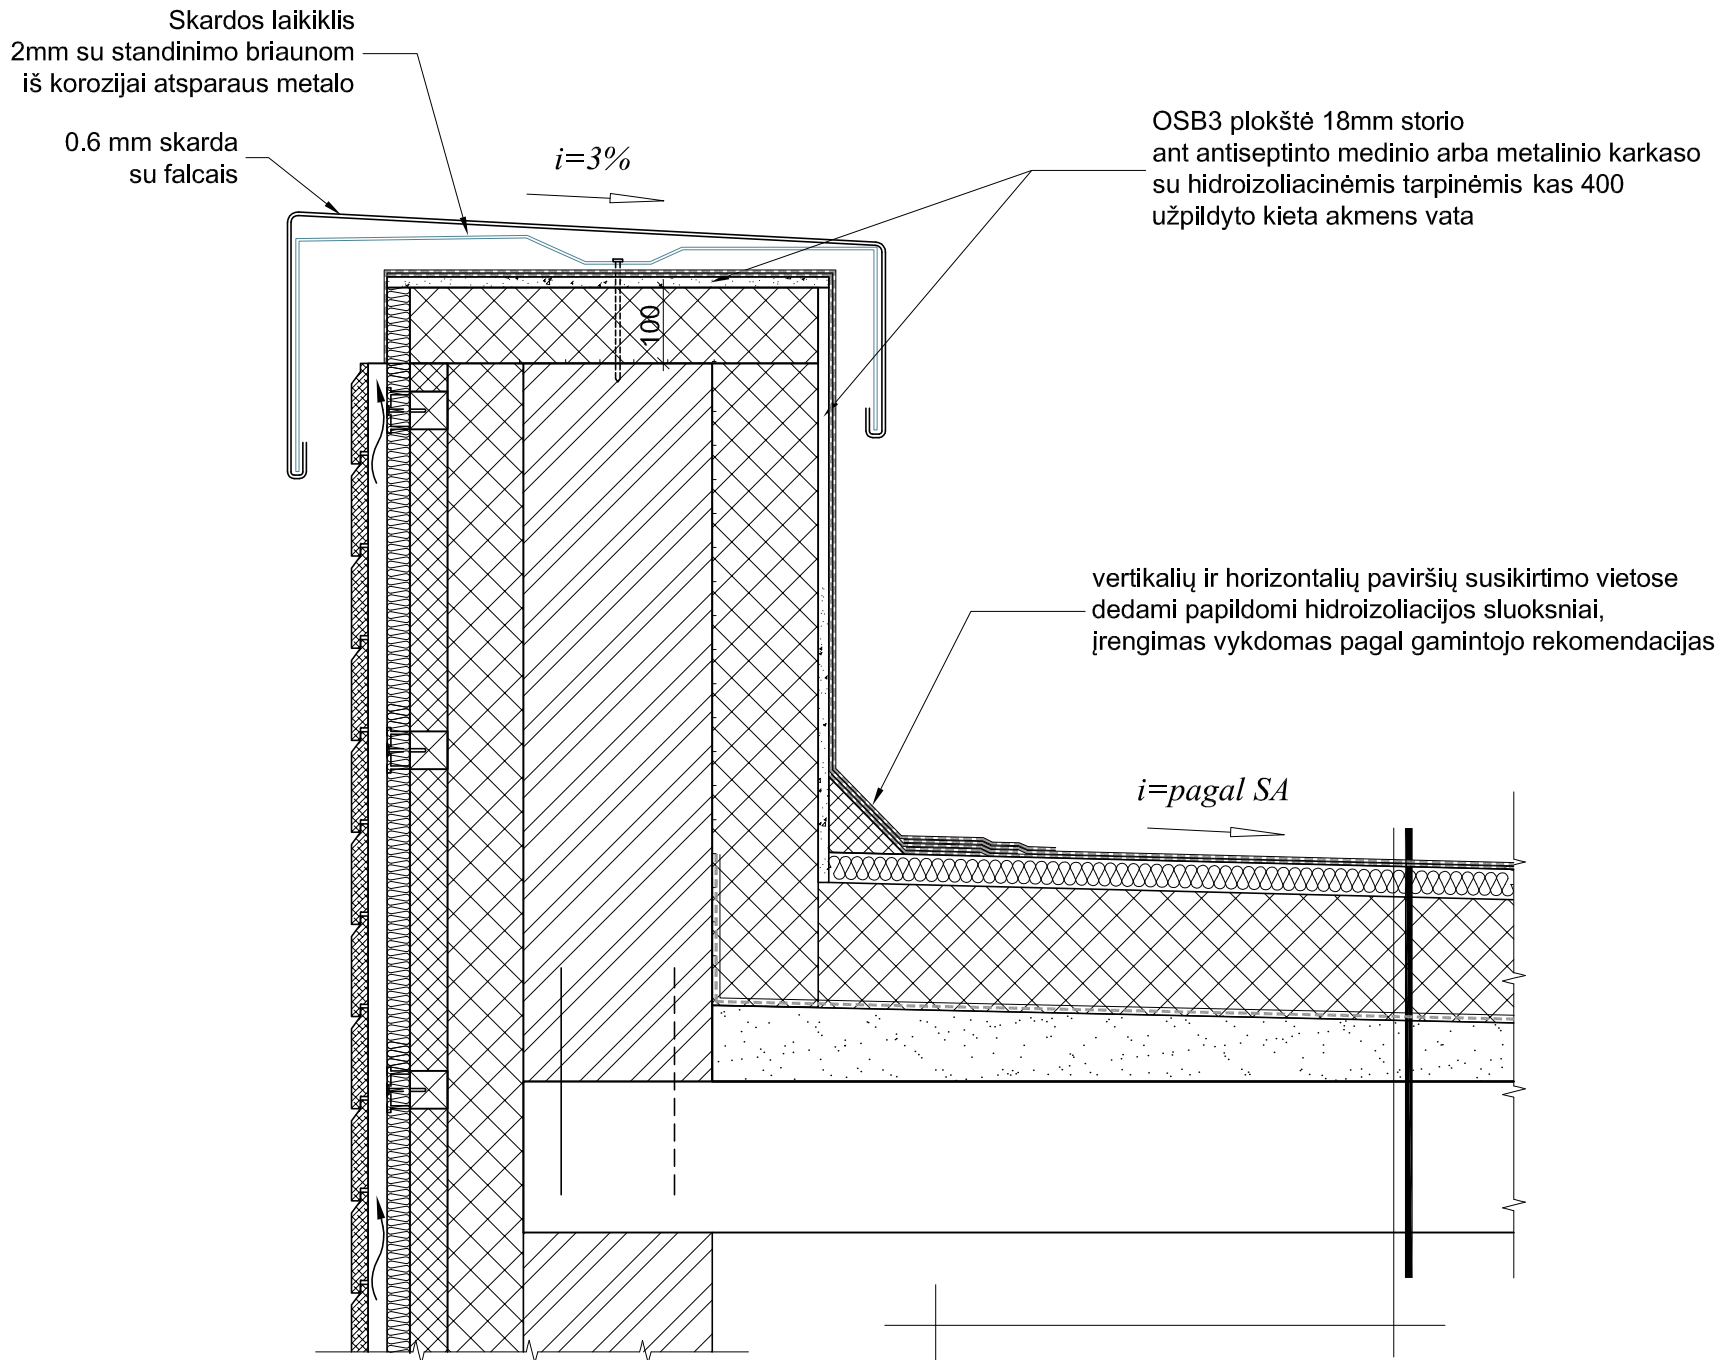 Skardos laikiklis
2mm su standinimo briaunom
iš korozijai atsparaus metalo
0.6 mm skarda
su falcais
i=3%
OSB3 plokštė 18mm storio
ant antiseptinto medinio arba metalinio karkaso
su hidroizoliacinėmis tarpinėmis kas 400
užpildyto kieta akmens vata
100
vertikalių ir horizontalių paviršių susikirtimo vietose
dedami papildomi hidroizoliacijos sluoksniai,
įrengimas vykdomas pagal gamintojo rekomendacijas
i=pagal SA